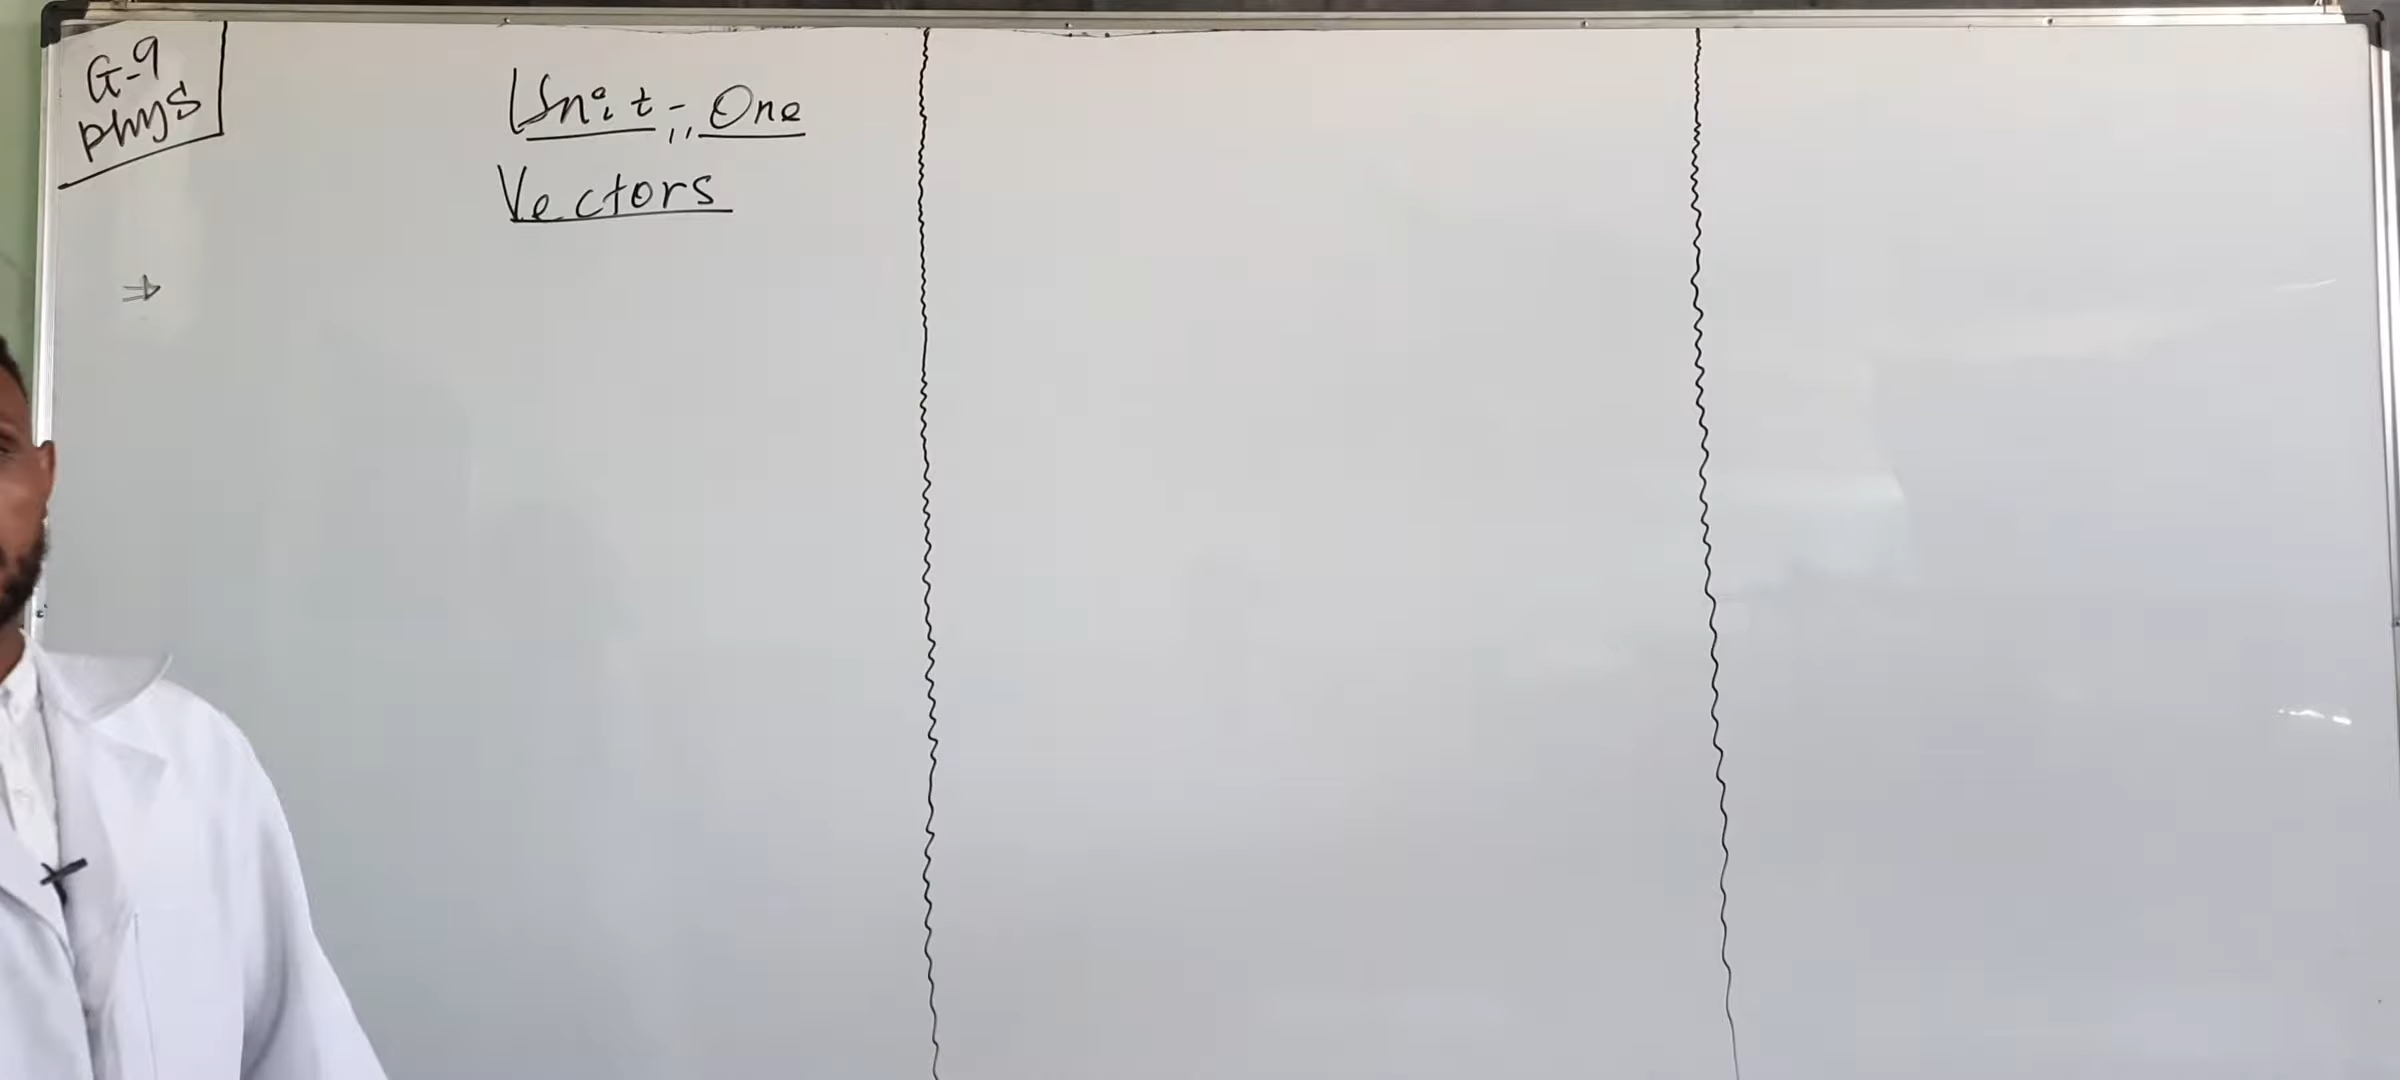 G-9
phys
Unit - One
Vectors
⇒